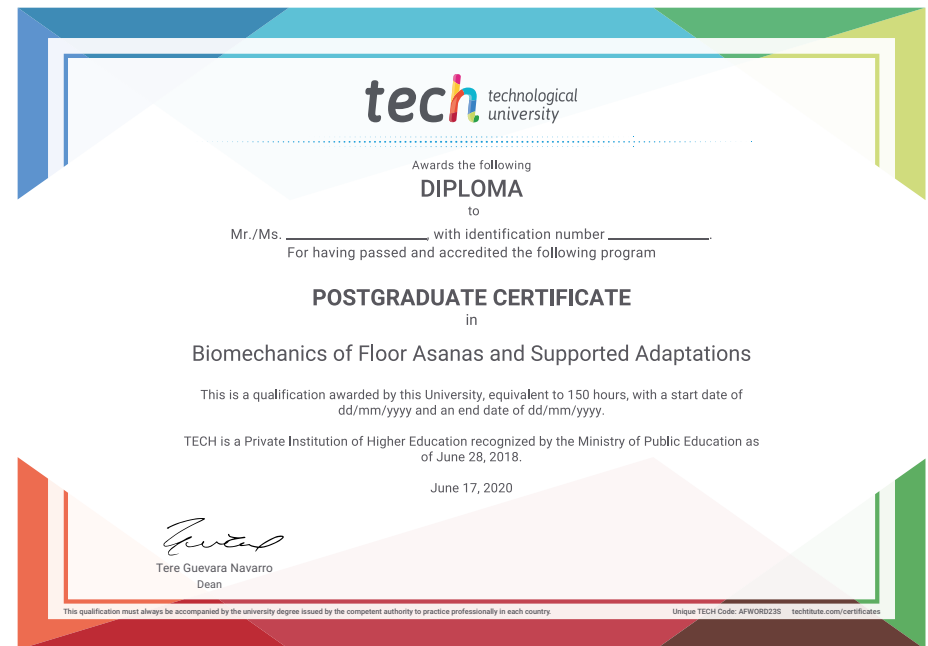 tech technological
university
Awards the following
DIPLOMA
to
Mr./Ms. ____________________, with identification number ______________.
For having passed and accredited the following program
POSTGRADUATE CERTIFICATE
in
Biomechanics of Floor Asanas and Supported Adaptations
This is a qualification awarded by this University, equivalent to 150 hours, with a start date of
dd/mm/yyyy and an end date of dd/mm/yyyy.
TECH is a Private Institution of Higher Education recognized by the Ministry of Public Education as
of June 28, 2018.
June 17, 2020
Tere Guevara Navarro
Dean
This qualification must always be accompanied by the university degree issued by the competent authority to practice professionally in each country.
Unique TECH Code: AFWORD23S techtitute.com/certificates